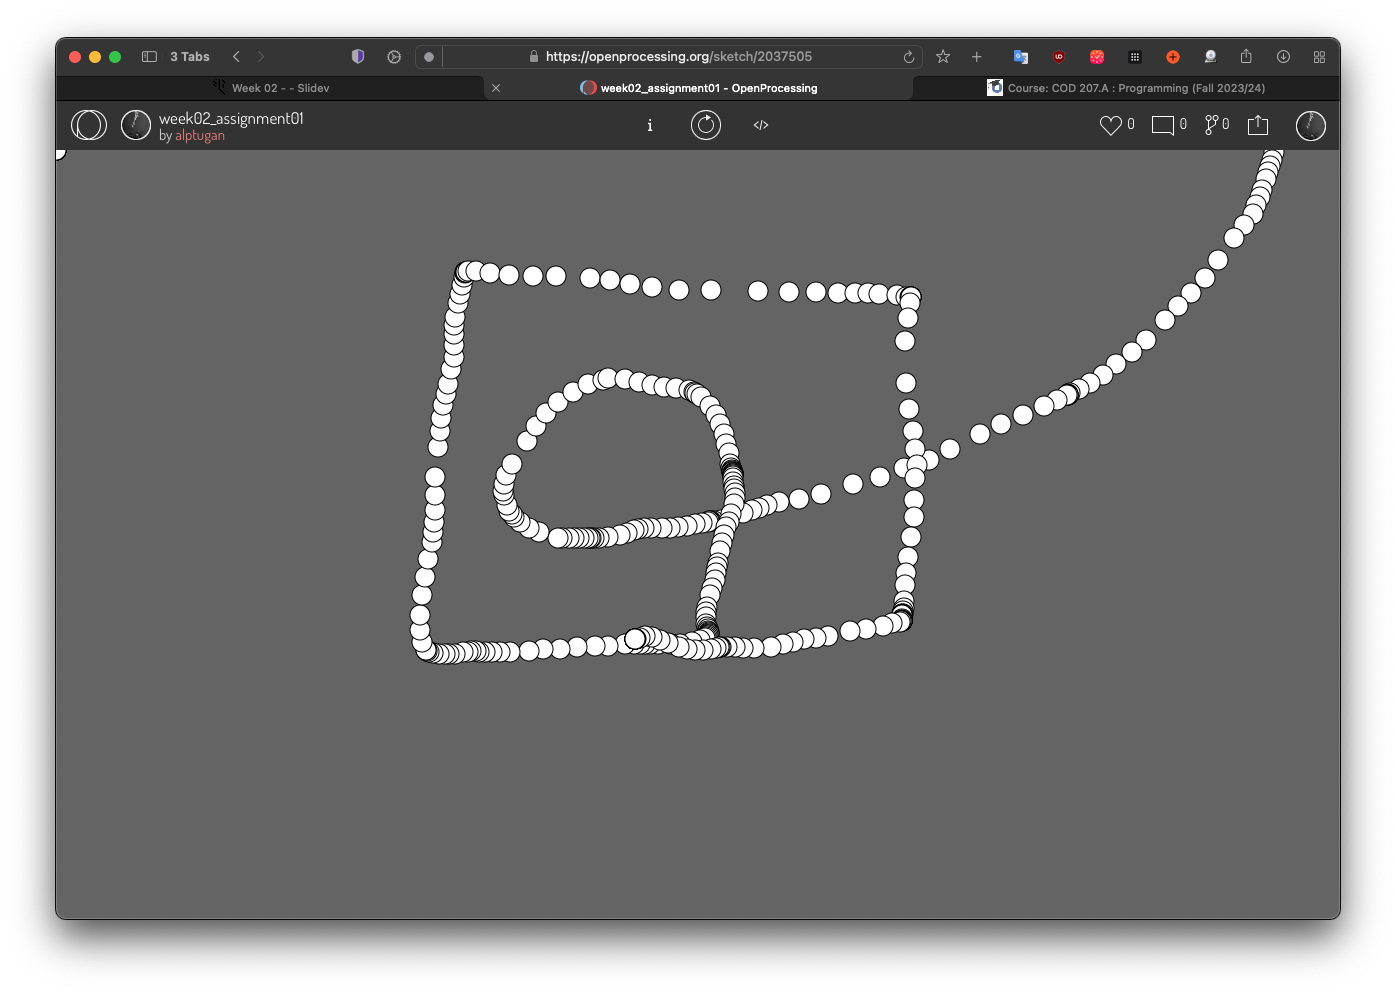 3 Tabs
https://openprocessing.org/sketch/2037505
Week 02 - - Slidev
week02_assignment01 - OpenProcessing
Course: COD 207.A : Programming (Fall 2023/24)
week02_assignment01
by alptugan
i
</>
0
0
0